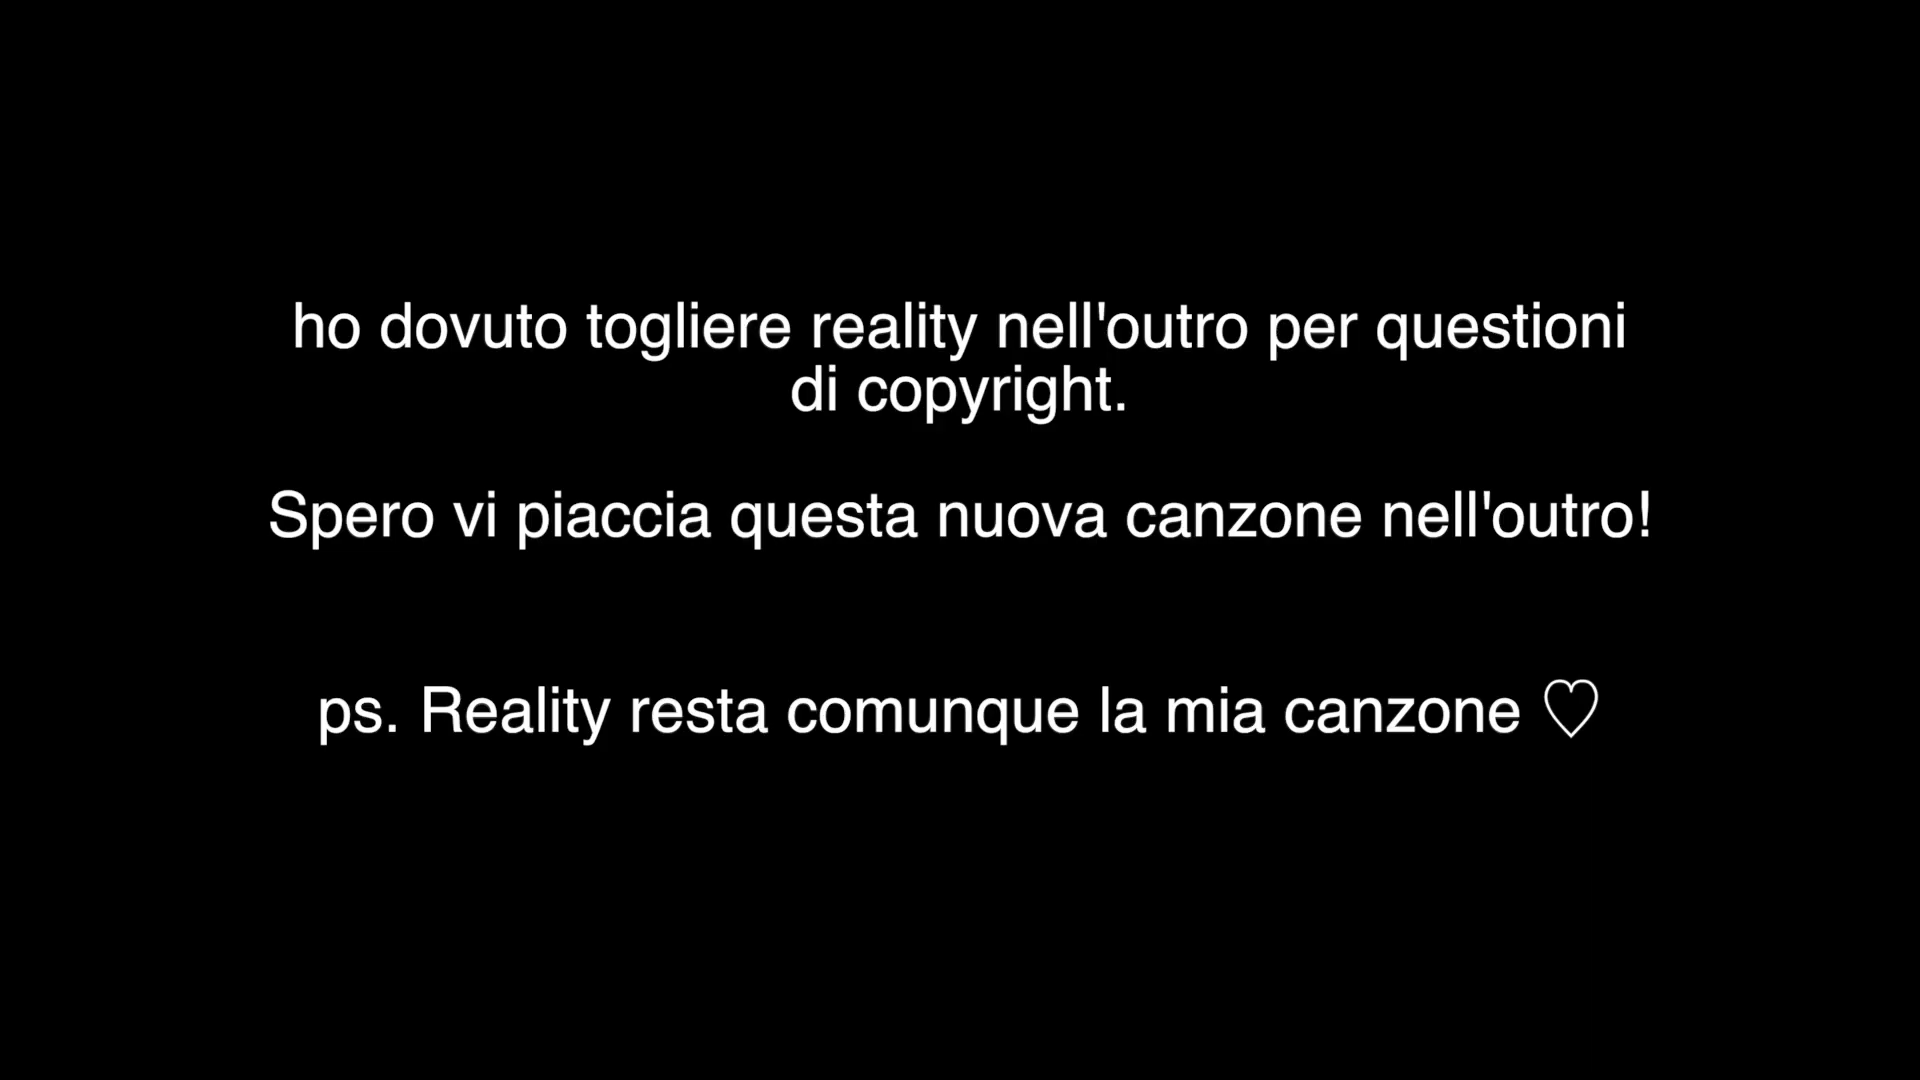 ho dovuto togliere reality nell'outro per questioni
di copyright.
Spero vi piaccia questa nuova canzone nell'outro!
ps. Reality resta comunque la mia canzone ♡